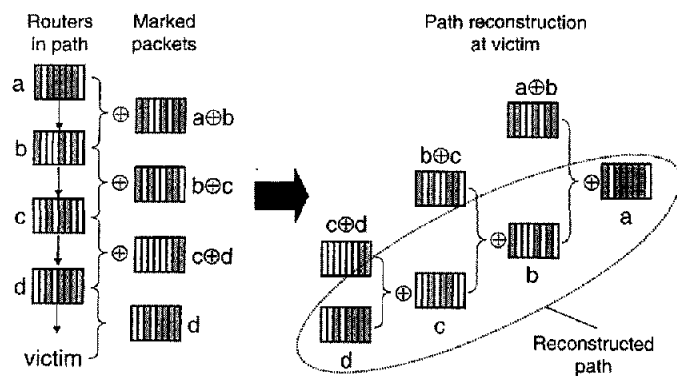 Routers
in path
Marked
packets
Path reconstruction
at victim
a
b
c
d
victim
⊕
a⊕b
⊕
b⊕c
⊕
c⊕d
d
a⊕b
b⊕c
c⊕d
⊕
a
⊕
b
⊕
c
d
Reconstructed
path